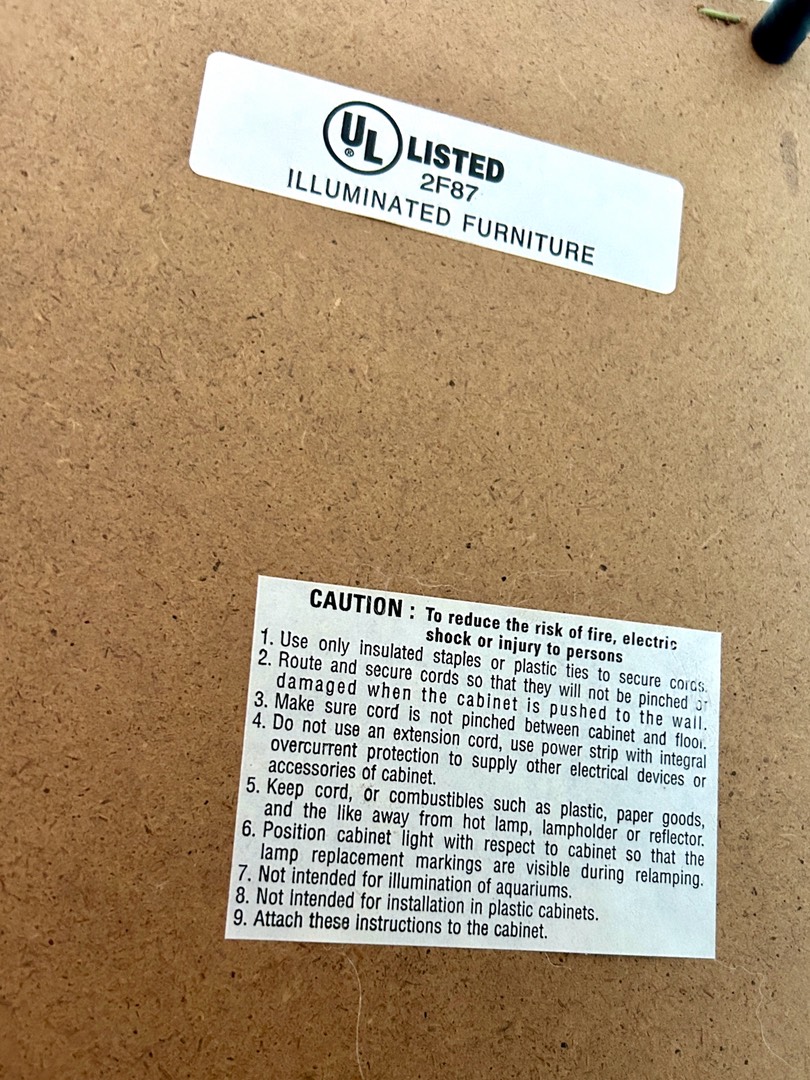 UL® LISTED
2F87
ILLUMINATED FURNITURE
CAUTION : To reduce the risk of fire, electric
shock or injury to persons
1. Use only insulated staples or plastic ties to secure cords.
2. Route and secure cords so that they will not be pinched or
damaged when the cabinet is pushed to the wall.
3. Make sure cord is not pinched between cabinet and floor.
4. Do not use an extension cord, use power strip with integral
overcurrent protection to supply other electrical devices or
accessories of cabinet.
5. Keep cord, or combustibles such as plastic, paper goods,
and the like away from hot lamp, lampholder or reflector.
6. Position cabinet light with respect to cabinet so that the
lamp replacement markings are visible during relamping.
7. Not intended for illumination of aquariums.
8. Not Intended for installation in plastic cabinets.
9. Attach these instructions to the cabinet.